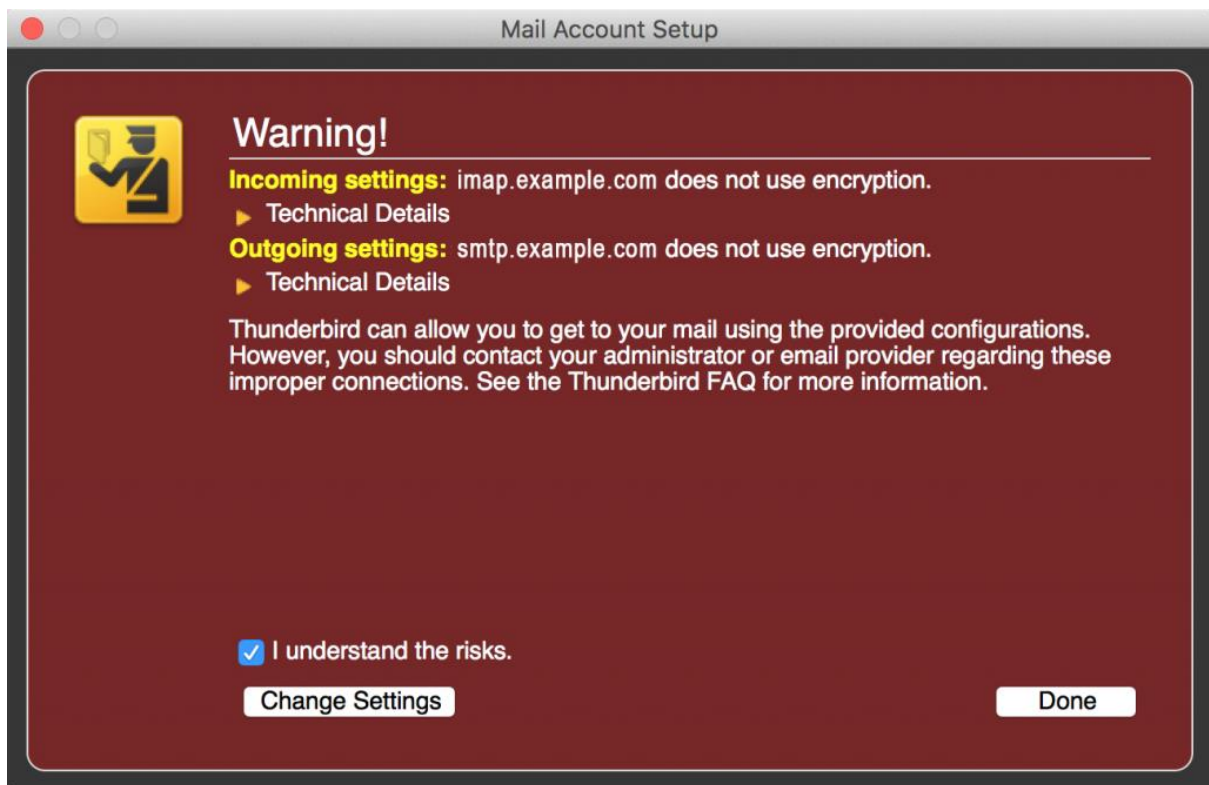 Mail Account Setup
Warning!
Incoming settings: imap.example.com does not use encryption.
Technical Details
Outgoing settings: smtp.example.com does not use encryption.
Technical Details
Thunderbird can allow you to get to your mail using the provided configurations.
However, you should contact your administrator or email provider regarding these
improper connections. See the Thunderbird FAQ for more information.
I understand the risks.
Change Settings
Done